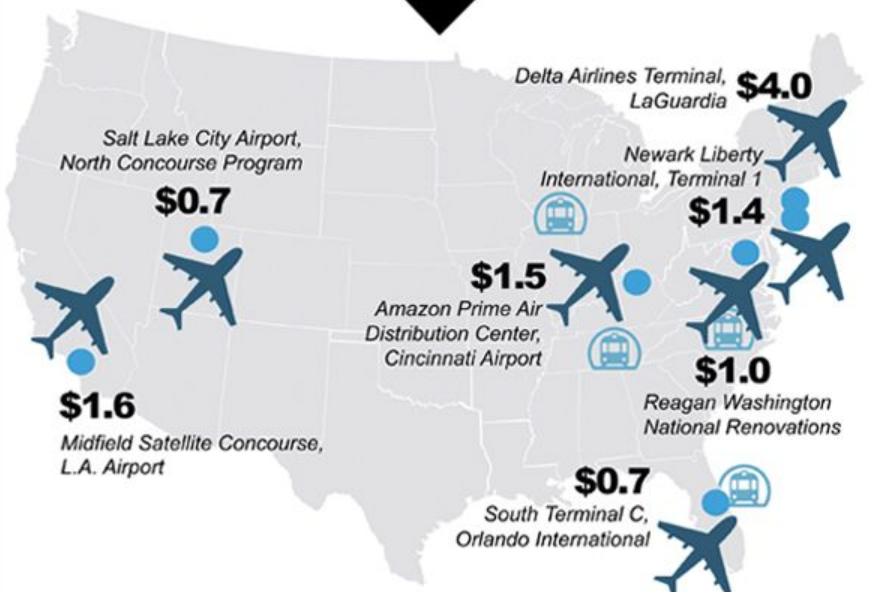 Delta Airlines Terminal,
LaGuardia
$4.0
Salt Lake City Airport,
North Concourse Program
$0.7
Newark Liberty
International, Terminal 1
$1.4
$1.5
Amazon Prime Air
Distribution Center,
Cincinnati Airport
$1.0
Reagan Washington
National Renovations
$1.6
Midfield Satellite Concourse,
L.A. Airport
$0.7
South Terminal C,
Orlando International